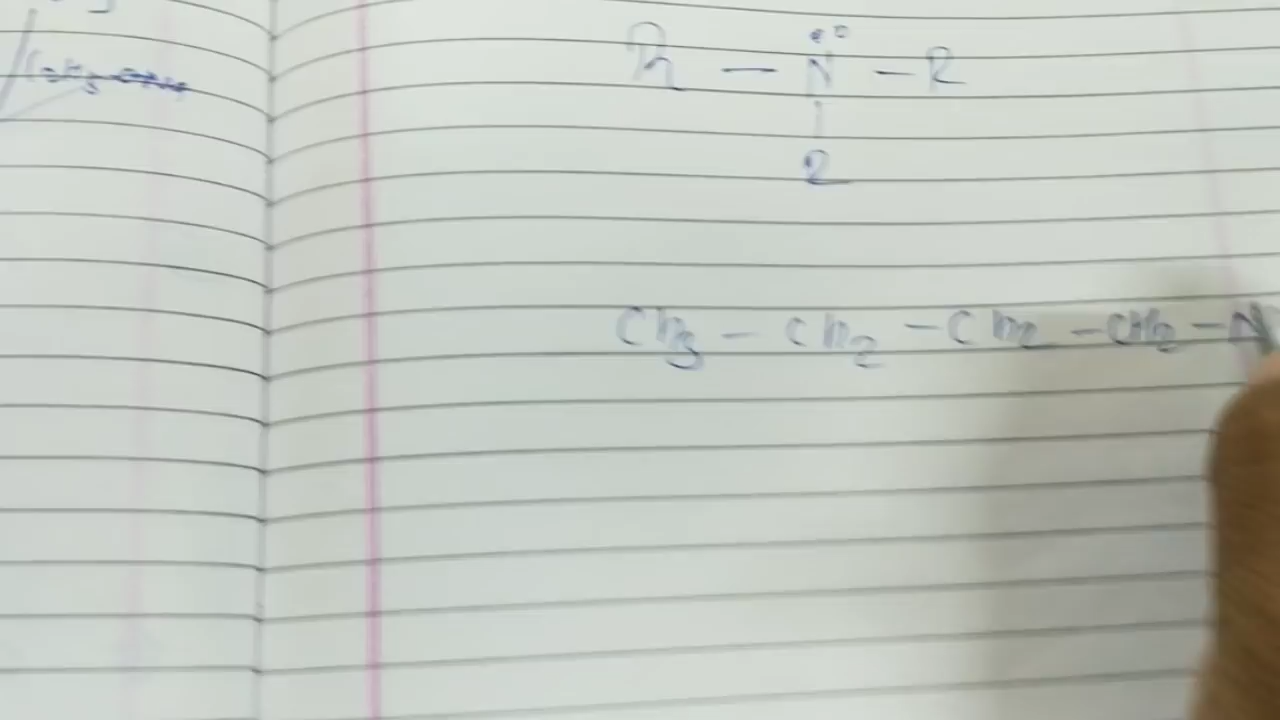 R — N̈ — R
|
R
CH3 — CH2 — CH2 — CH2 — N